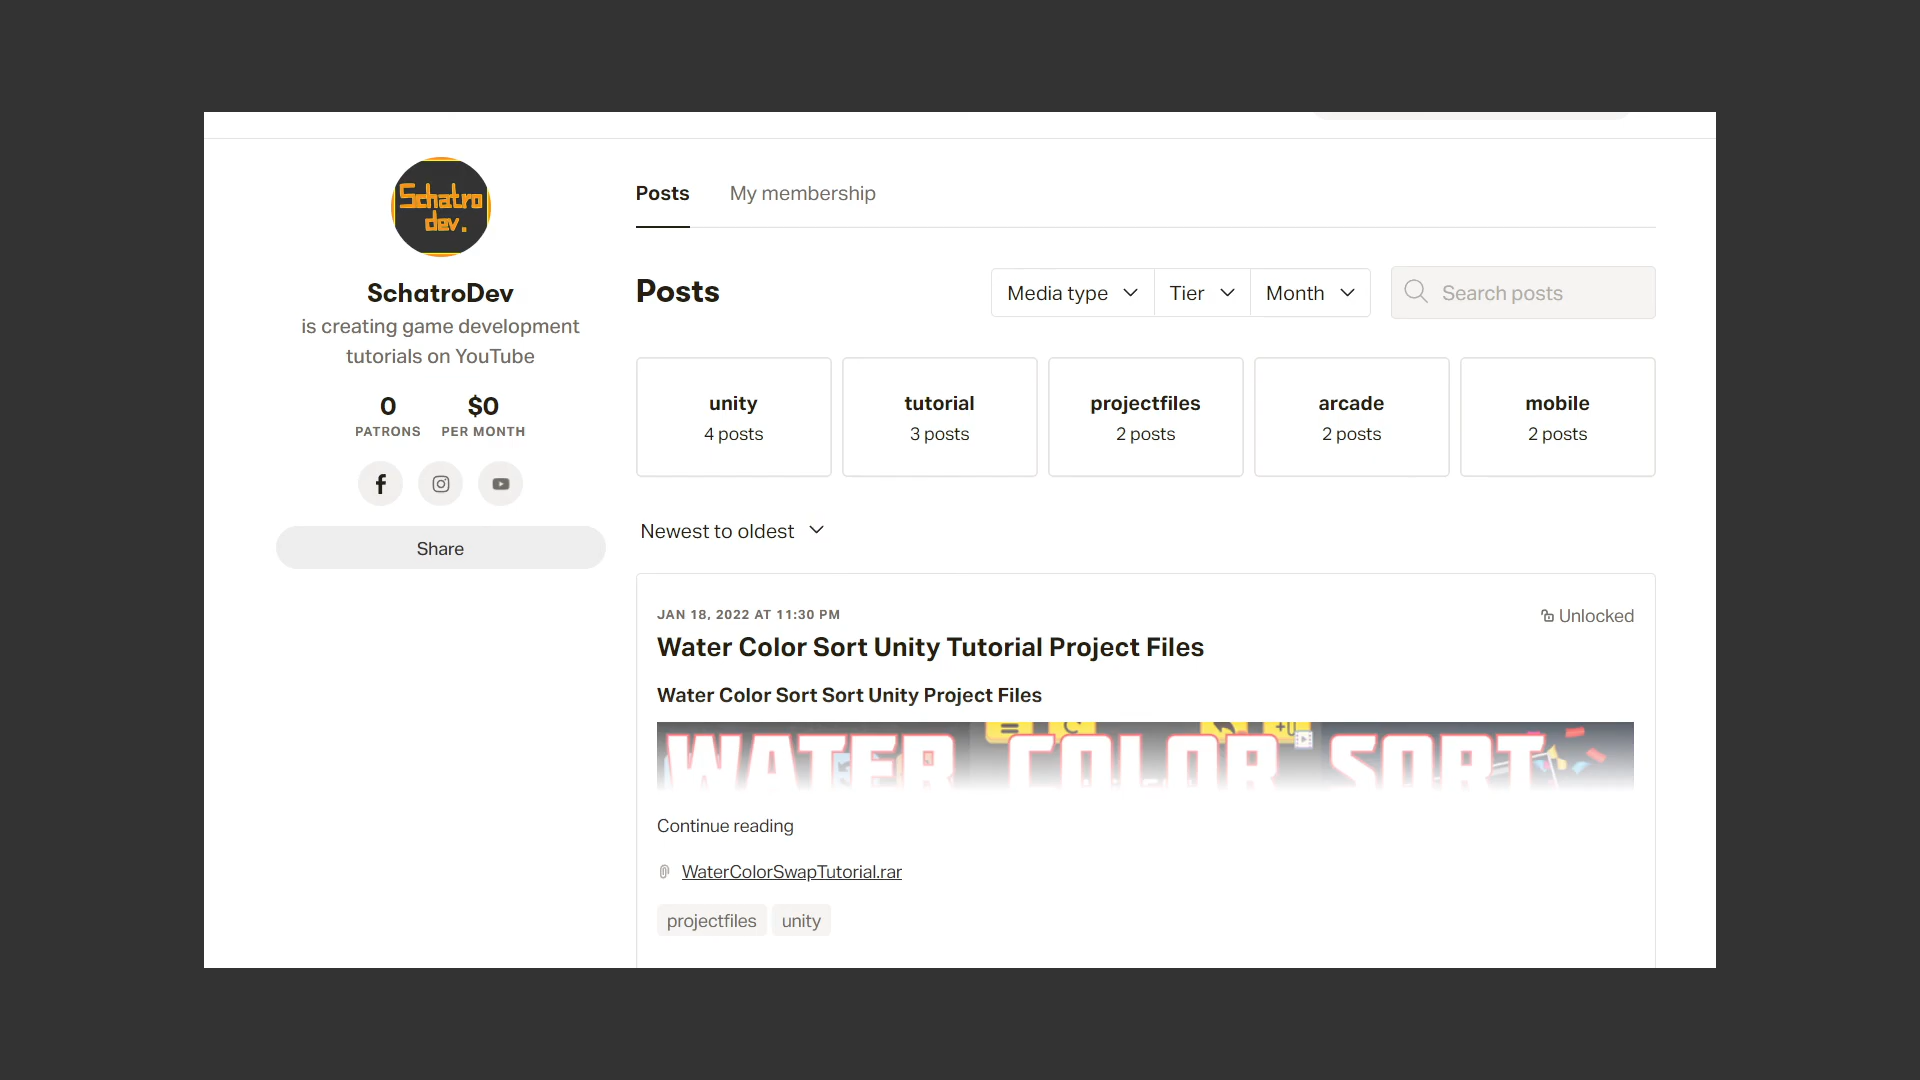 Schatro
dev.
SchatroDev
is creating game development
tutorials on YouTube
0
PATRONS
$0
PER MONTH
Share
Posts
My membership
Posts
Media type
Tier
Month
Search posts
unity
4 posts
tutorial
3 posts
projectfiles
2 posts
arcade
2 posts
mobile
2 posts
Newest to oldest
JAN 18, 2022 AT 11:30 PM
Unlocked
Water Color Sort Unity Tutorial Project Files
Water Color Sort Sort Unity Project Files
WATER COLOR SORT
Continue reading
WaterColorSwapTutorial.rar
projectfiles
unity